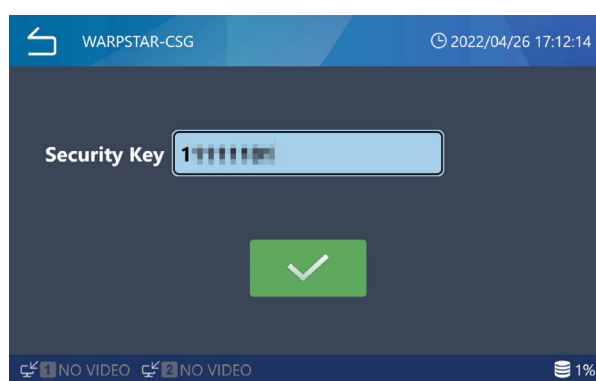 WARPSTAR-CSG 2022/04/26 17:12:14
Security Key 1
1 NO VIDEO 2 NO VIDEO 1%